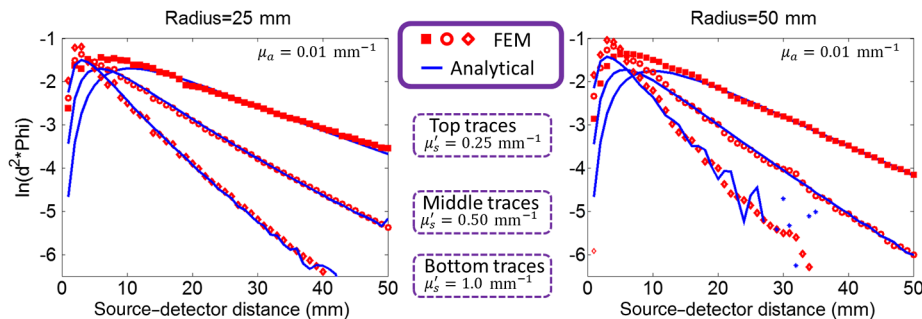 Radius=25 mm
Radius=50 mm
ln(d²*Phi)
-1
-2
-3
-4
-5
-6
μₐ = 0.01 mm⁻¹
0 10 20 30 40 50
Source-detector distance (mm)
FEM
Analytical
Top traces
μ′ₛ = 0.25 mm⁻¹
Middle traces
μ′ₛ = 0.50 mm⁻¹
Bottom traces
μ′ₛ = 1.0 mm⁻¹
-1
-2
-3
-4
-5
-6
μₐ = 0.01 mm⁻¹
0 10 20 30 40 50
Source-detector distance (mm)